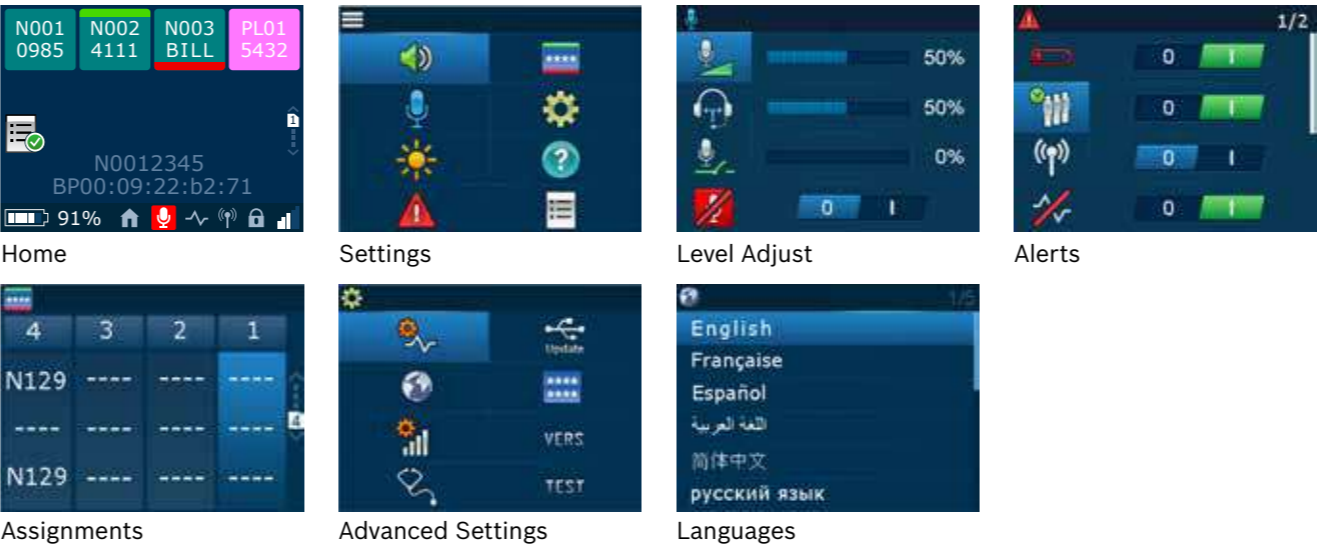 N001 N002 N003 PL01
0985 4111 BILL 5432
1
N0012345
BP00:09:22:b2:71
91%
Home
Settings
50%
50%
0%
0 I
Level Adjust
1/2
0 I
0 I
0 I
0 I
Alerts
4 3 2 1
N129 ---- ---- ----
---- ---- ---- ----
4
N129 ---- ---- ----
Assignments
Update
VERS
TEST
Advanced Settings
1/5
English
Française
Español
اللغة العربية
简体中文
русский язык
Languages